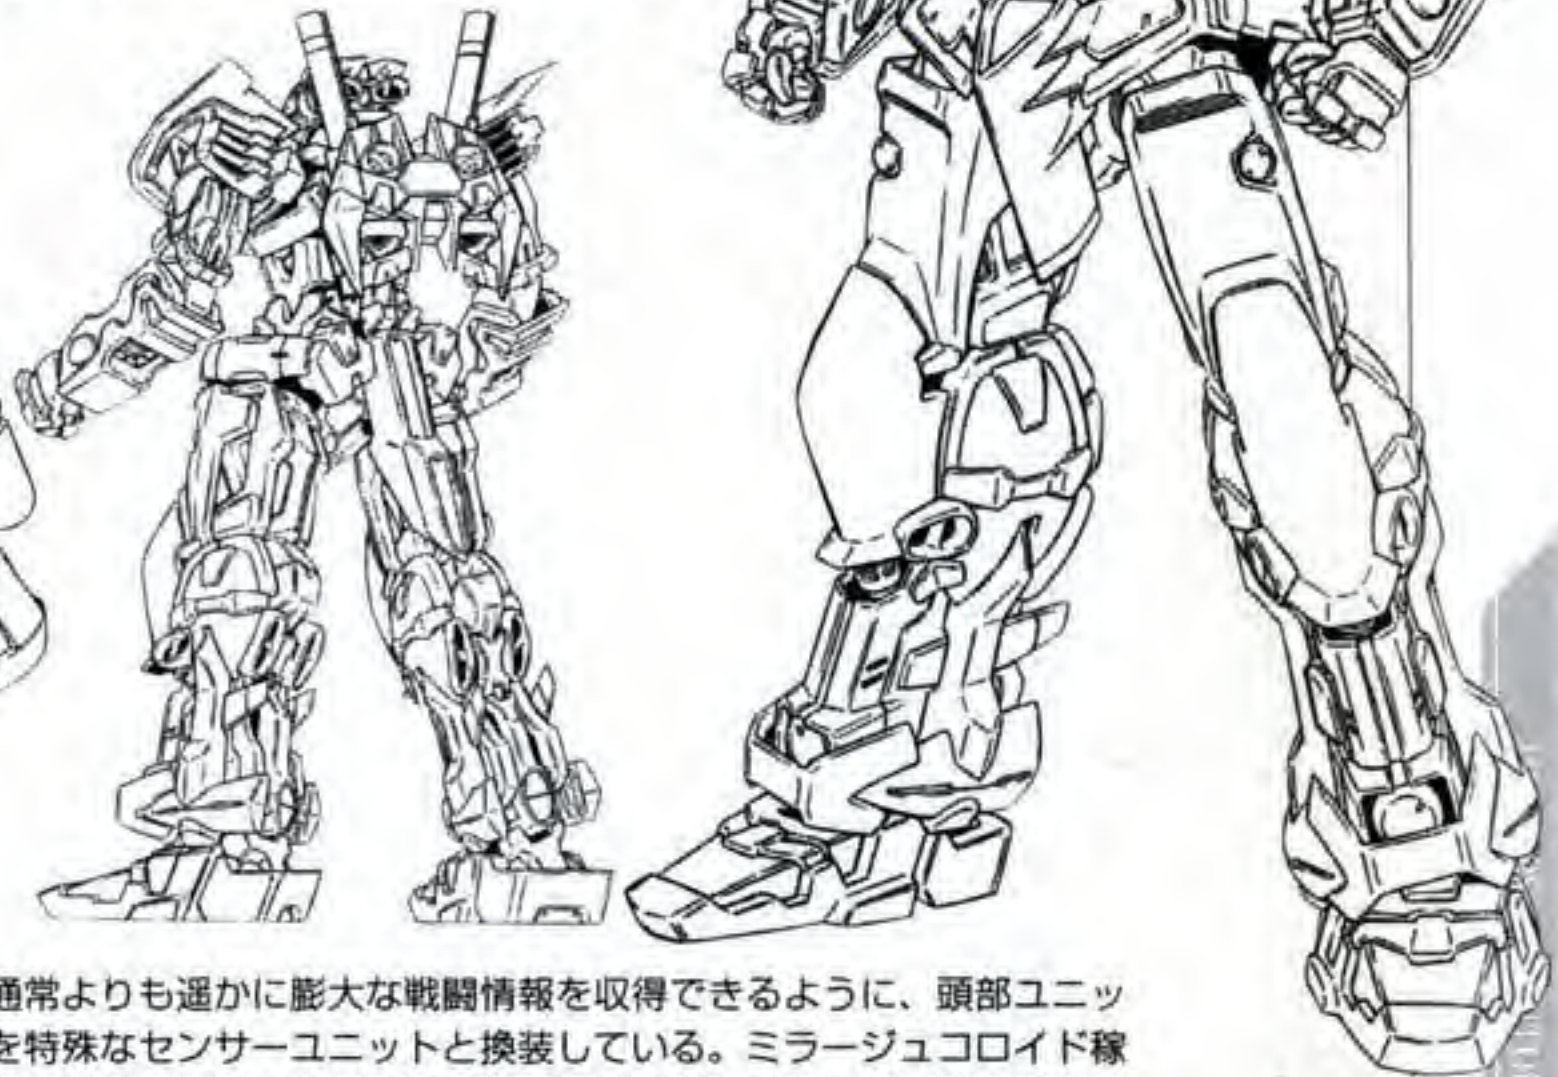 通常よりも遥かに膨大な戦闘情報を収得できるように、頭部ユニッ
を特殊なセンサーユニットと換装している。ミラージュコロイド稼